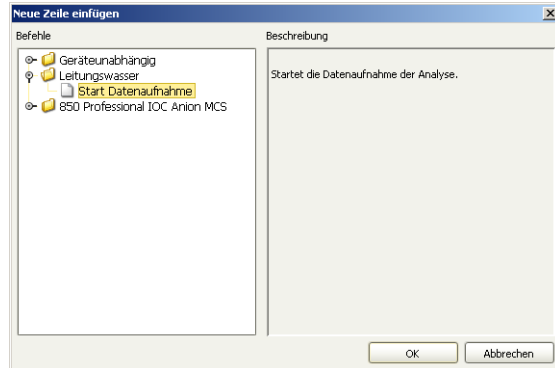 Neue Zeile einfügen
Befehle
Beschreibung
Geräteunabhängig
Leitungswasser
Start Datenaufnahme
850 Professional IOC Anion MCS
Startet die Datenaufnahme der Analyse.
OK
Abbrechen